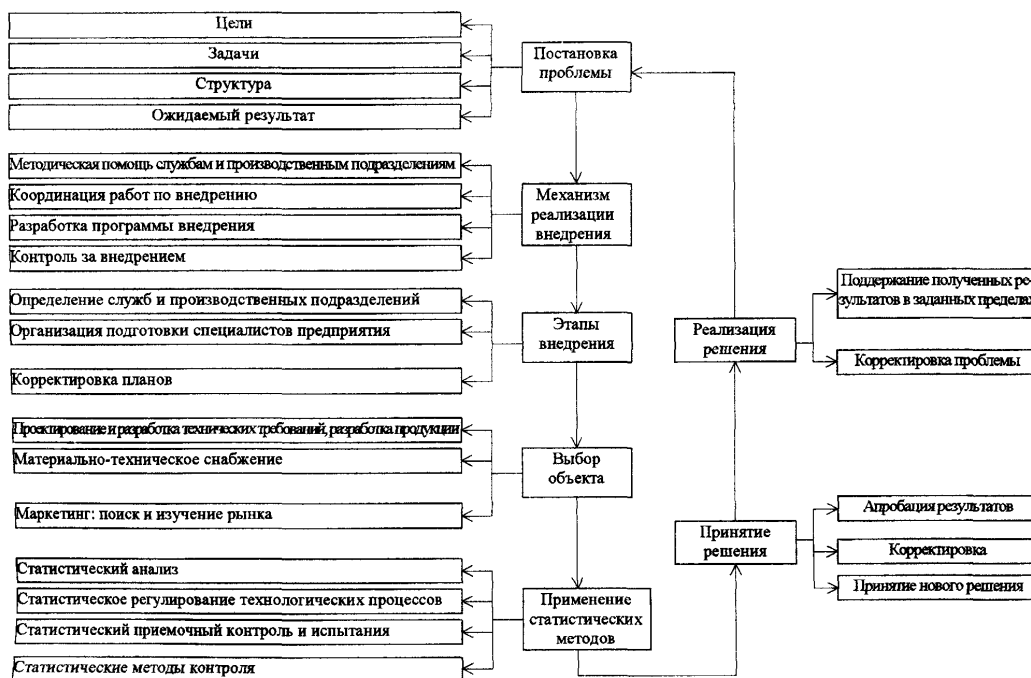 Цели
Задачи
Структура
Ожидаемый результат
Постановка
проблемы
Методическая помощь службам и производственным подразделениям
Координация работ по внедрению
Разработка программы внедрения
Контроль за внедрением
Механизм
реализации
внедрения
Определение служб и производственных подразделений
Организация подготовки специалистов предприятия
Корректировка планов
Этапы
внедрения
Проектирование и разработка технических требований, разработка продукции
Материально-техническое снабжение
Маркетинг: поиск и изучение рынка
Выбор
объекта
Статистический анализ
Статистическое регулирование технологических процессов
Статистический приемочный контроль и испытания
Статистические методы контроля
Применение
статистических
методов
Реализация
решения
Поддержание полученных ре-
зультатов в заданных пределах
Корректировка проблемы
Принятие
решения
Апробация результатов
Корректировка
Принятие нового решения